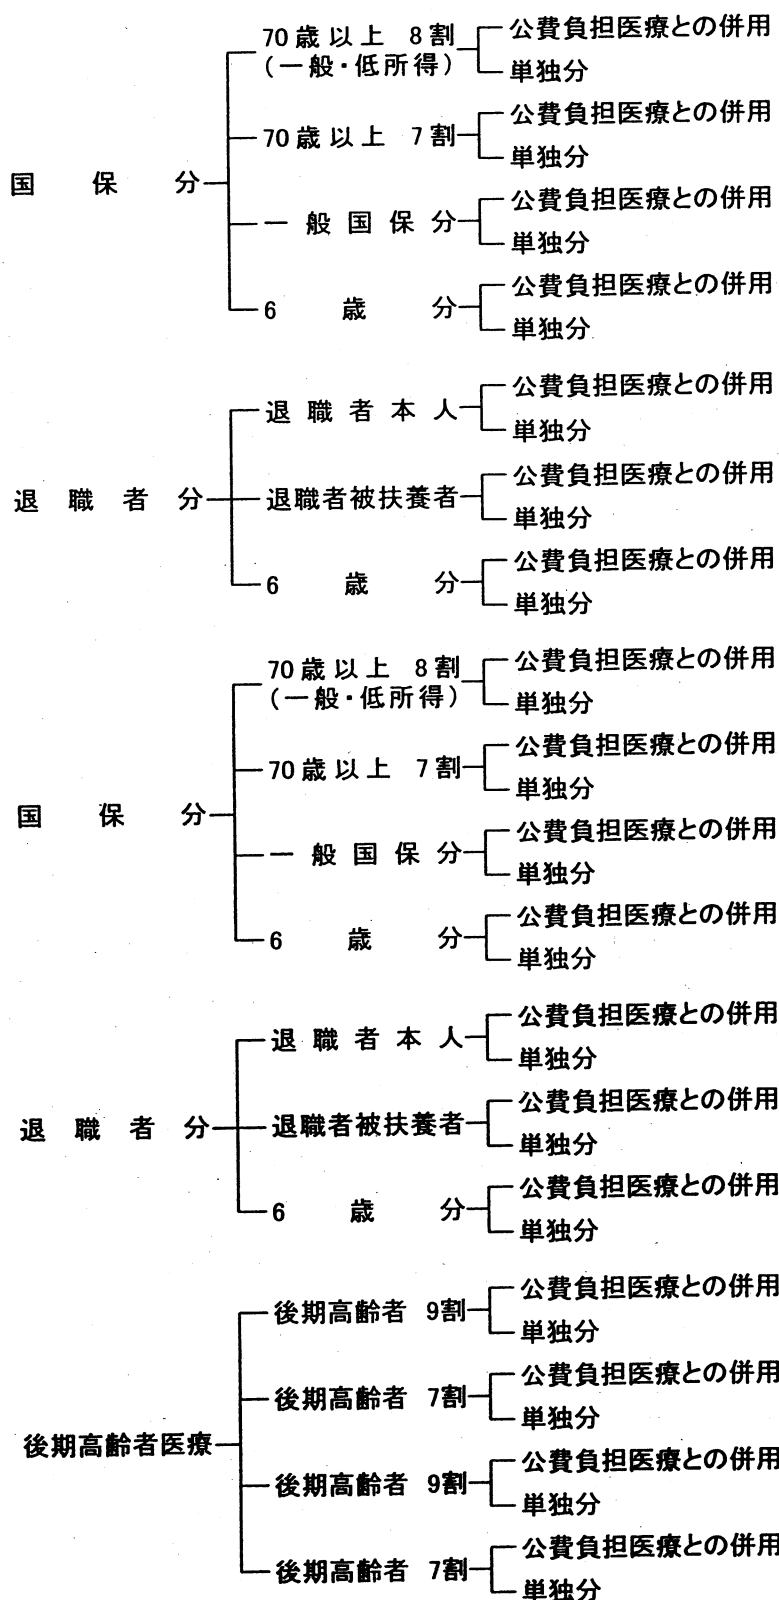 国保分
70歳以上 8割
(一般・低所得)
公費負担医療との併用
単独分
70歳以上 7割
公費負担医療との併用
単独分
一般国保分
公費負担医療との併用
単独分
6歳分
公費負担医療との併用
単独分
退職者分
退職者本人
公費負担医療との併用
単独分
退職者被扶養者
公費負担医療との併用
単独分
6歳分
公費負担医療との併用
単独分
国保分
70歳以上 8割
(一般・低所得)
公費負担医療との併用
単独分
70歳以上 7割
公費負担医療との併用
単独分
一般国保分
公費負担医療との併用
単独分
6歳分
公費負担医療との併用
単独分
退職者分
退職者本人
公費負担医療との併用
単独分
退職者被扶養者
公費負担医療との併用
単独分
6歳分
公費負担医療との併用
単独分
後期高齢者医療
後期高齢者 9割
公費負担医療との併用
単独分
後期高齢者 7割
公費負担医療との併用
単独分
後期高齢者 9割
公費負担医療との併用
単独分
後期高齢者 7割
公費負担医療との併用
単独分